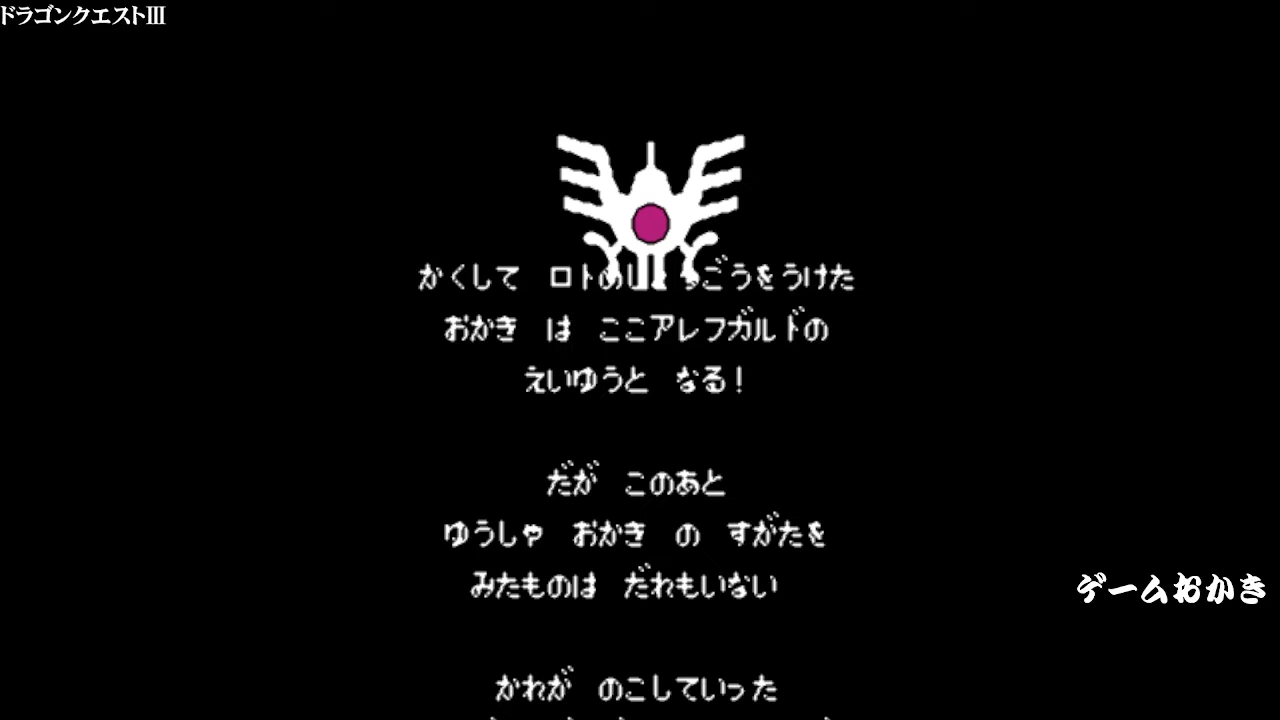 ドラゴンクエストⅢ
かくして ロトのしょうごうをうけた
おかき は ここアレフガルドの
えいゆうと なる!
だが このあと
ゆうしゃ おかき の すがたを
みたものは だれもいない
ゲームおかき
かれが のこしていった